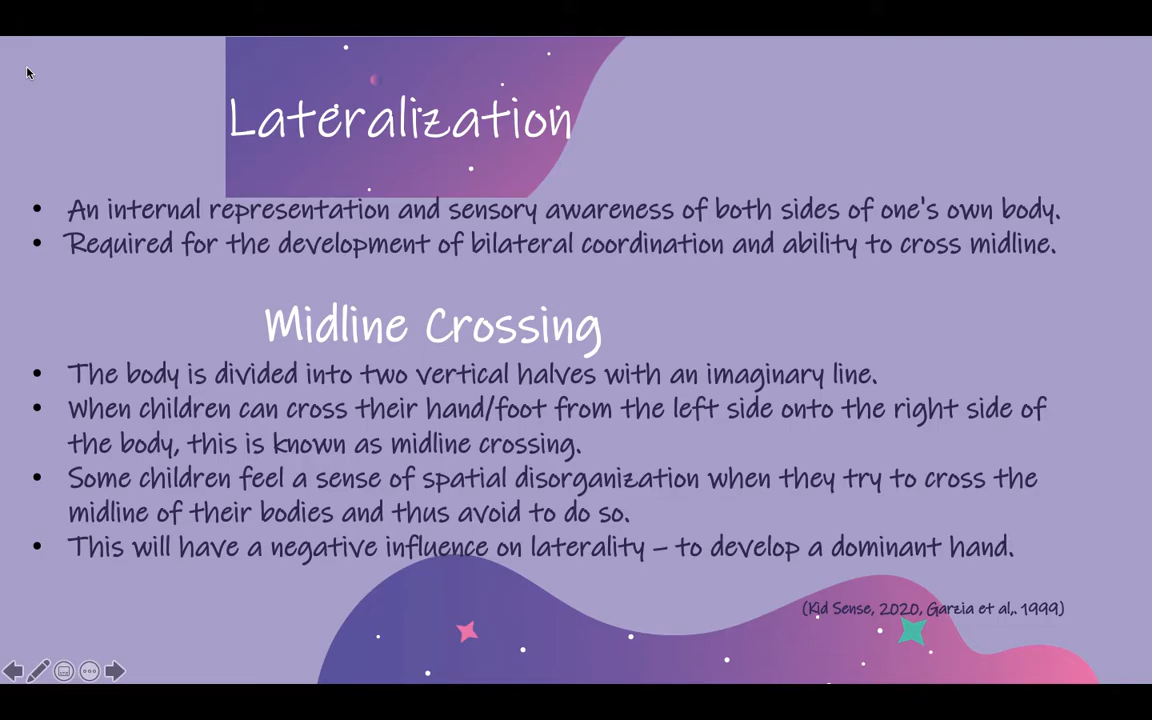 Lateralization
• An internal representation and sensory awareness of both sides of one's own body.
• Required for the development of bilateral coordination and ability to cross midline.
Midline Crossing
• The body is divided into two vertical halves with an imaginary line.
• When children can cross their hand/foot from the left side onto the right side of
the body, this is known as midline crossing.
• Some children feel a sense of spatial disorganization when they try to cross the
midline of their bodies and thus avoid to do so.
• This will have a negative influence on laterality – to develop a dominant hand.
(Kid Sense, 2020, Garzia et al,. 1999)